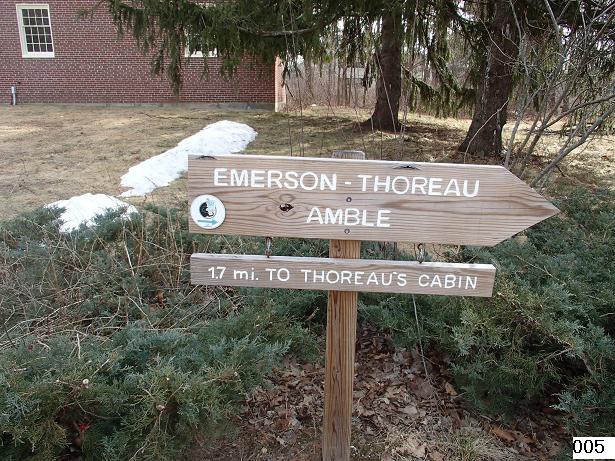 EMERSON - THOREAU
AMBLE
1.7 mi. TO THOREAU'S CABIN
005